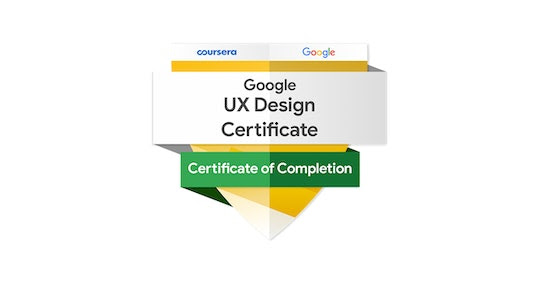 coursera Google
Google
UX Design
Certificate
Certificate of Completion